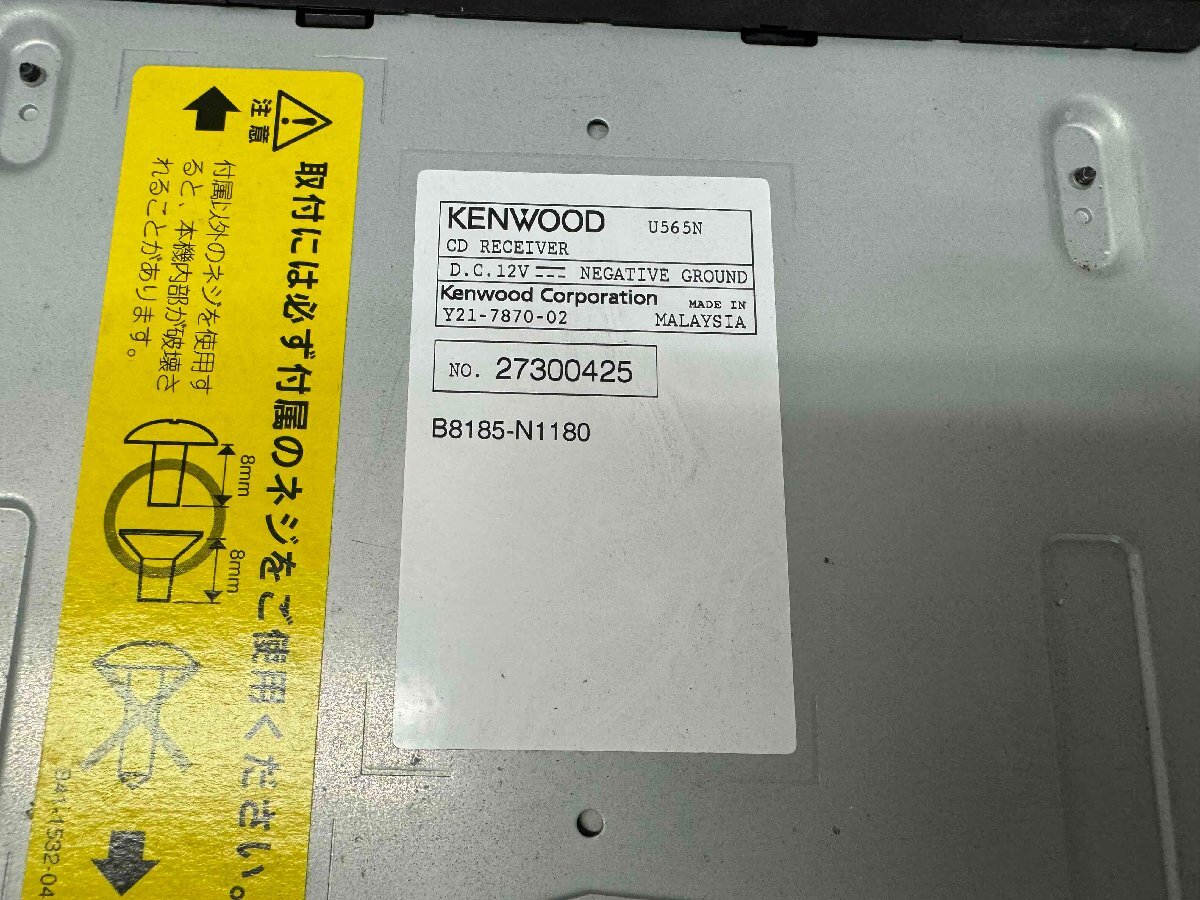 注意
取付には必ず付属のネジをご使用ください。
付属以外のネジを使用す
ると、本機内部が破壊さ
れることがあります。
8mm
8mm
B41-1532-04
KENWOOD U565N
CD RECEIVER
D.C.12V NEGATIVE GROUND
Kenwood Corporation MADE IN
Y21-7870-02 MALAYSIA
NO. 27300425
B8185-N1180